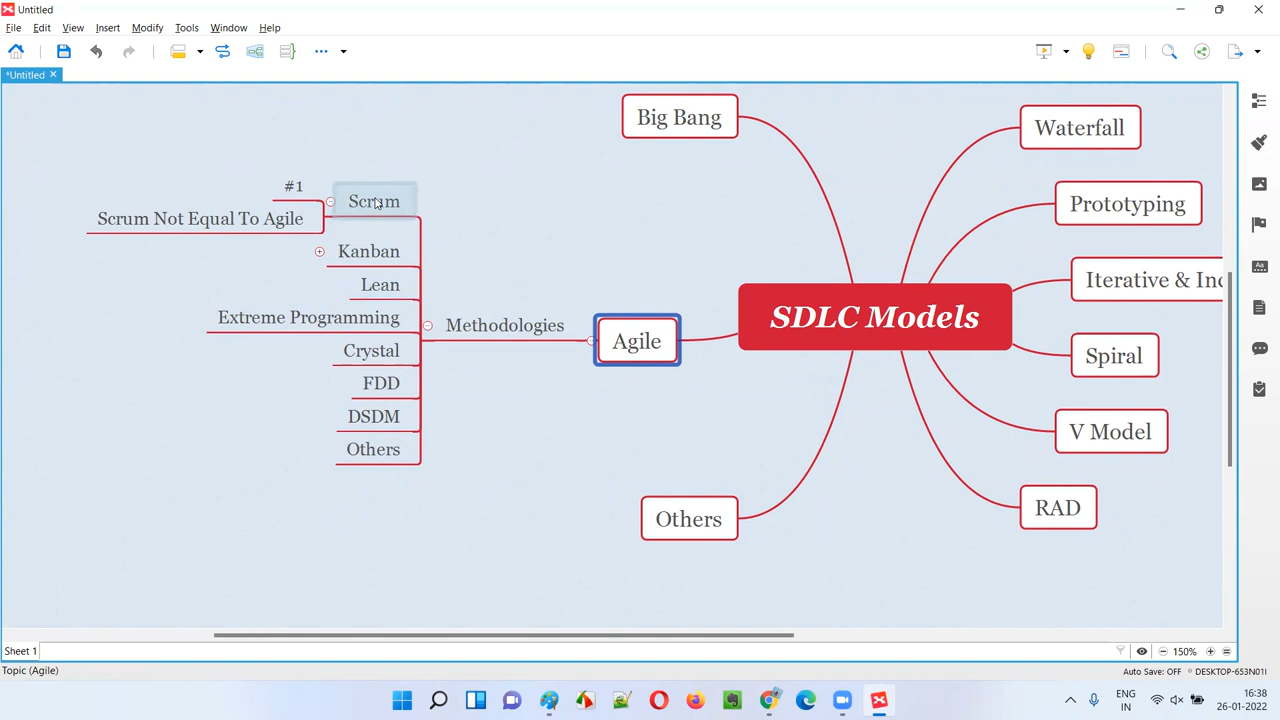 Untitled
File Edit View Insert Modify Tools Window Help
*Untitled
Big Bang
Waterfall
#1
Scrum
Scrum Not Equal To Agile
Prototyping
Kanban
Lean
Iterative & Inc
Extreme Programming
Methodologies
Agile
SDLC Models
Crystal
Spiral
FDD
DSDM
V Model
Others
RAD
Others
Sheet 1
150%
Topic (Agile)
Auto Save: OFF
DESKTOP-653N01I
ENG
IN
16:38
26-01-2022